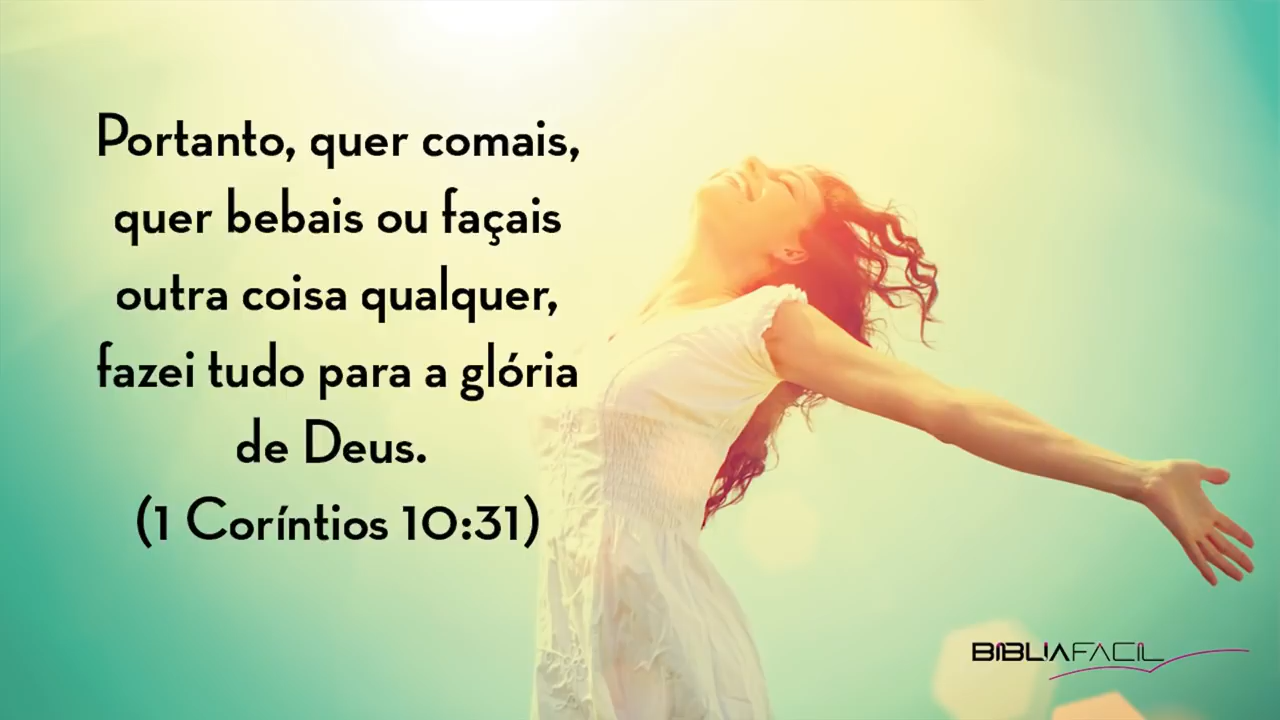 Portanto, quer comais,
quer bebais ou façais
outra coisa qualquer,
fazei tudo para a glória
de Deus.
(1 Coríntios 10:31)
BIBLIAFACIL